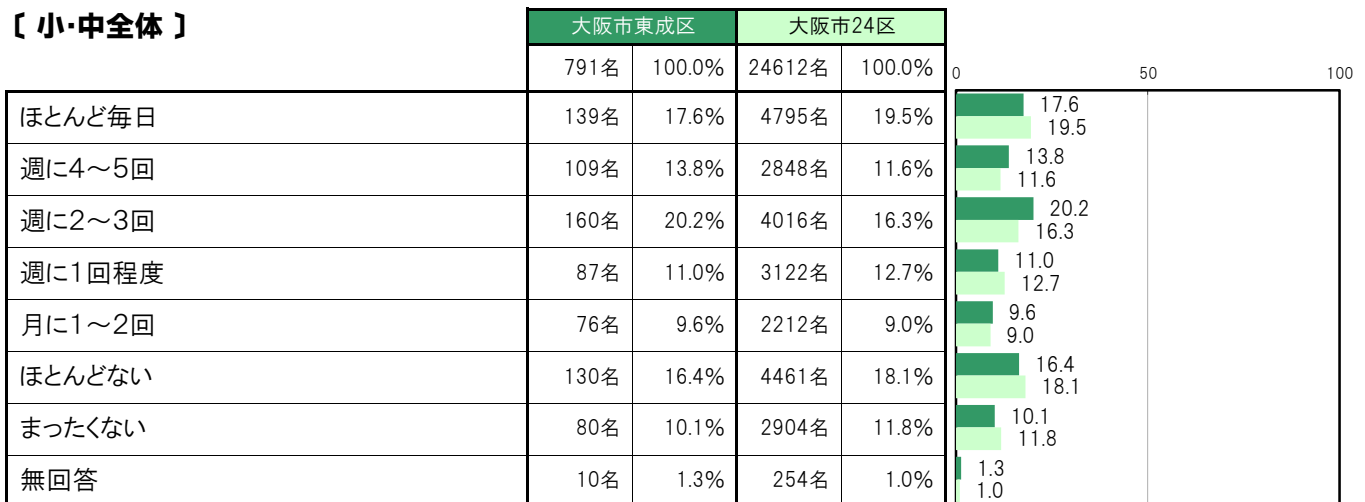 〔 小・中全体 〕
大阪市東成区 大阪市24区
791名 100.0% 24612名 100.0% 0 50 100
ほとんど毎日 139名 17.6% 4795名 19.5% 17.6
19.5
週に4～5回 109名 13.8% 2848名 11.6% 13.8
11.6
週に2～3回 160名 20.2% 4016名 16.3% 20.2
16.3
週に1回程度 87名 11.0% 3122名 12.7% 11.0
12.7
月に1～2回 76名 9.6% 2212名 9.0% 9.6
9.0
ほとんどない 130名 16.4% 4461名 18.1% 16.4
18.1
まったくない 80名 10.1% 2904名 11.8% 10.1
11.8
無回答 10名 1.3% 254名 1.0% 1.3
1.0